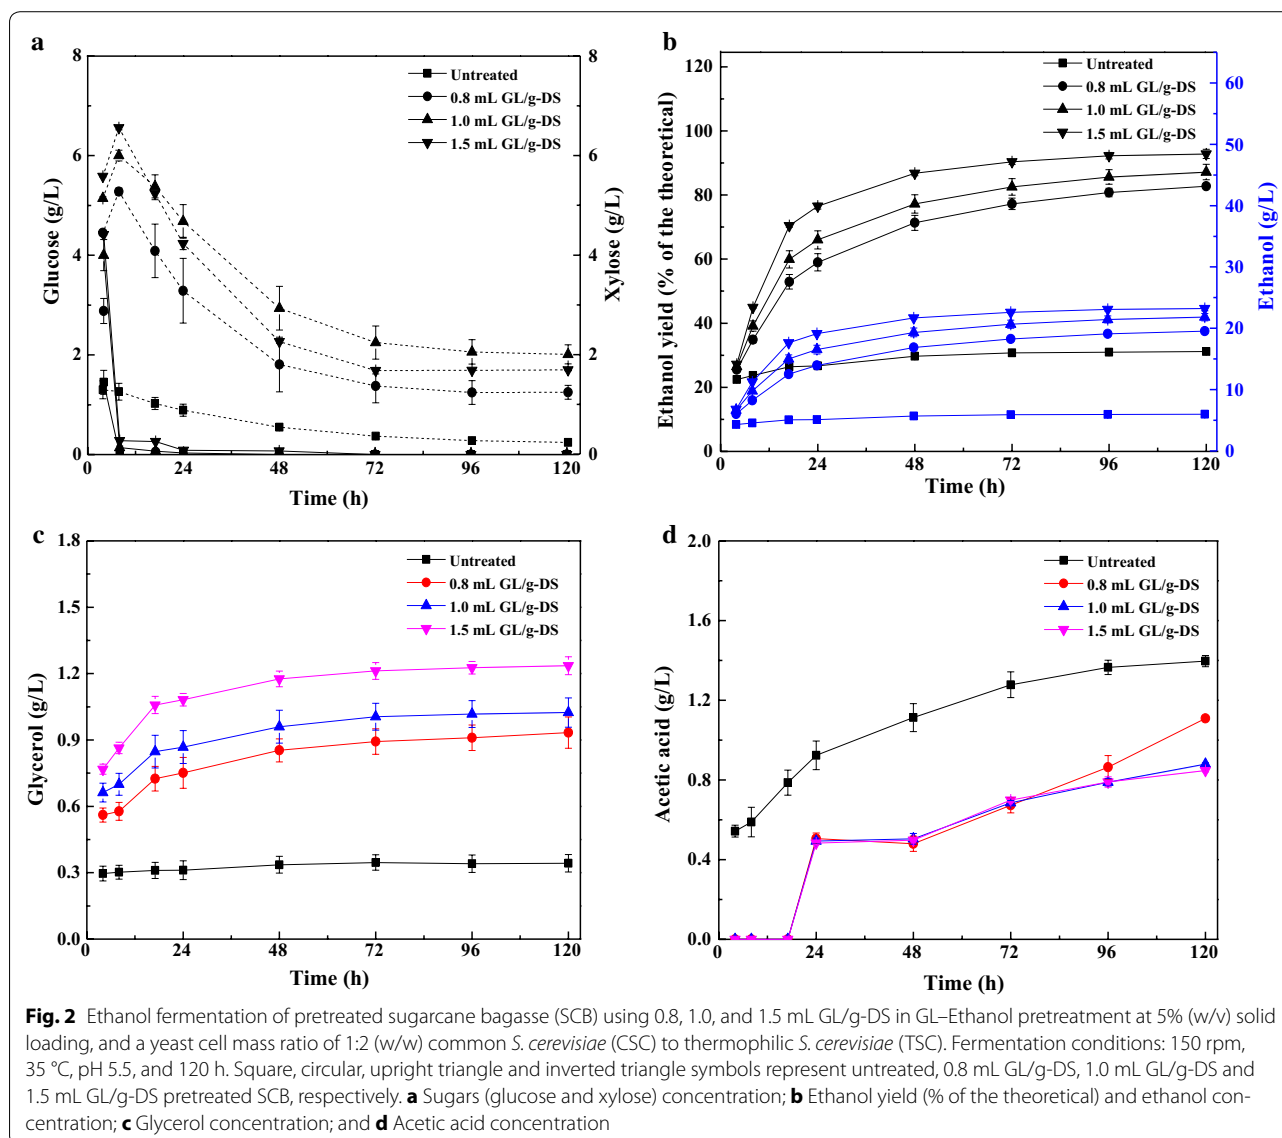 a
8
6
4
2
0
Glucose (g/L)
8
6
4
2
0
Xylose (g/L)
Untreated
0.8 mL GL/g-DS
1.0 mL GL/g-DS
1.5 mL GL/g-DS
0 24 48 72 96 120
Time (h)
b
120
100
80
60
40
20
0
Ethanol yield (% of the theoretical)
60
50
40
30
20
10
0
Ethanol (g/L)
Untreated
0.8 mL GL/g-DS
1.0 mL GL/g-DS
1.5 mL GL/g-DS
0 24 48 72 96 120
Time (h)
c
1.8
1.5
1.2
0.9
0.6
0.3
0.0
Glycerol (g/L)
Untreated
0.8 mL GL/g-DS
1.0 mL GL/g-DS
1.5 mL GL/g-DS
0 24 48 72 96 120
Time (h)
d
2.0
1.6
1.2
0.8
0.4
0.0
Acetic acid (g/L)
Untreated
0.8 mL GL/g-DS
1.0 mL GL/g-DS
1.5 mL GL/g-DS
0 24 48 72 96 120
Time (h)
Fig. 2 Ethanol fermentation of pretreated sugarcane bagasse (SCB) using 0.8, 1.0, and 1.5 mL GL/g-DS in GL–Ethanol pretreatment at 5% (w/v) solid
loading, and a yeast cell mass ratio of 1:2 (w/w) common S. cerevisiae (CSC) to thermophilic S. cerevisiae (TSC). Fermentation conditions: 150 rpm,
35 °C, pH 5.5, and 120 h. Square, circular, upright triangle and inverted triangle symbols represent untreated, 0.8 mL GL/g-DS, 1.0 mL GL/g-DS and
1.5 mL GL/g-DS pretreated SCB, respectively. a Sugars (glucose and xylose) concentration; b Ethanol yield (% of the theoretical) and ethanol con-
centration; c Glycerol concentration; and d Acetic acid concentration